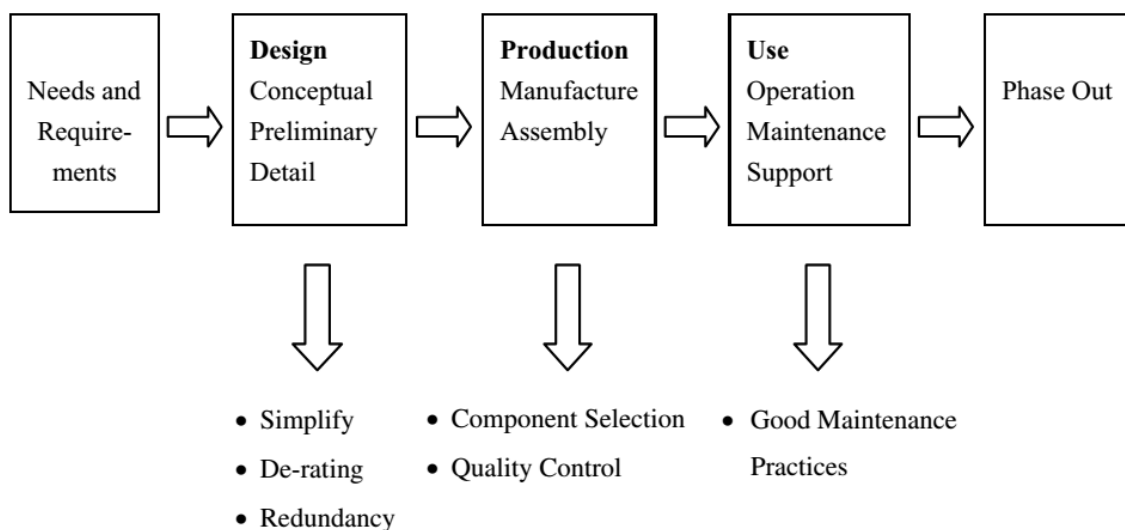 Needs and
Require-
ments
Design
Conceptual
Preliminary
Detail
Production
Manufacture
Assembly
Use
Operation
Maintenance
Support
Phase Out
• Simplify
• De-rating
• Redundancy
• Component Selection
• Quality Control
• Good Maintenance
Practices